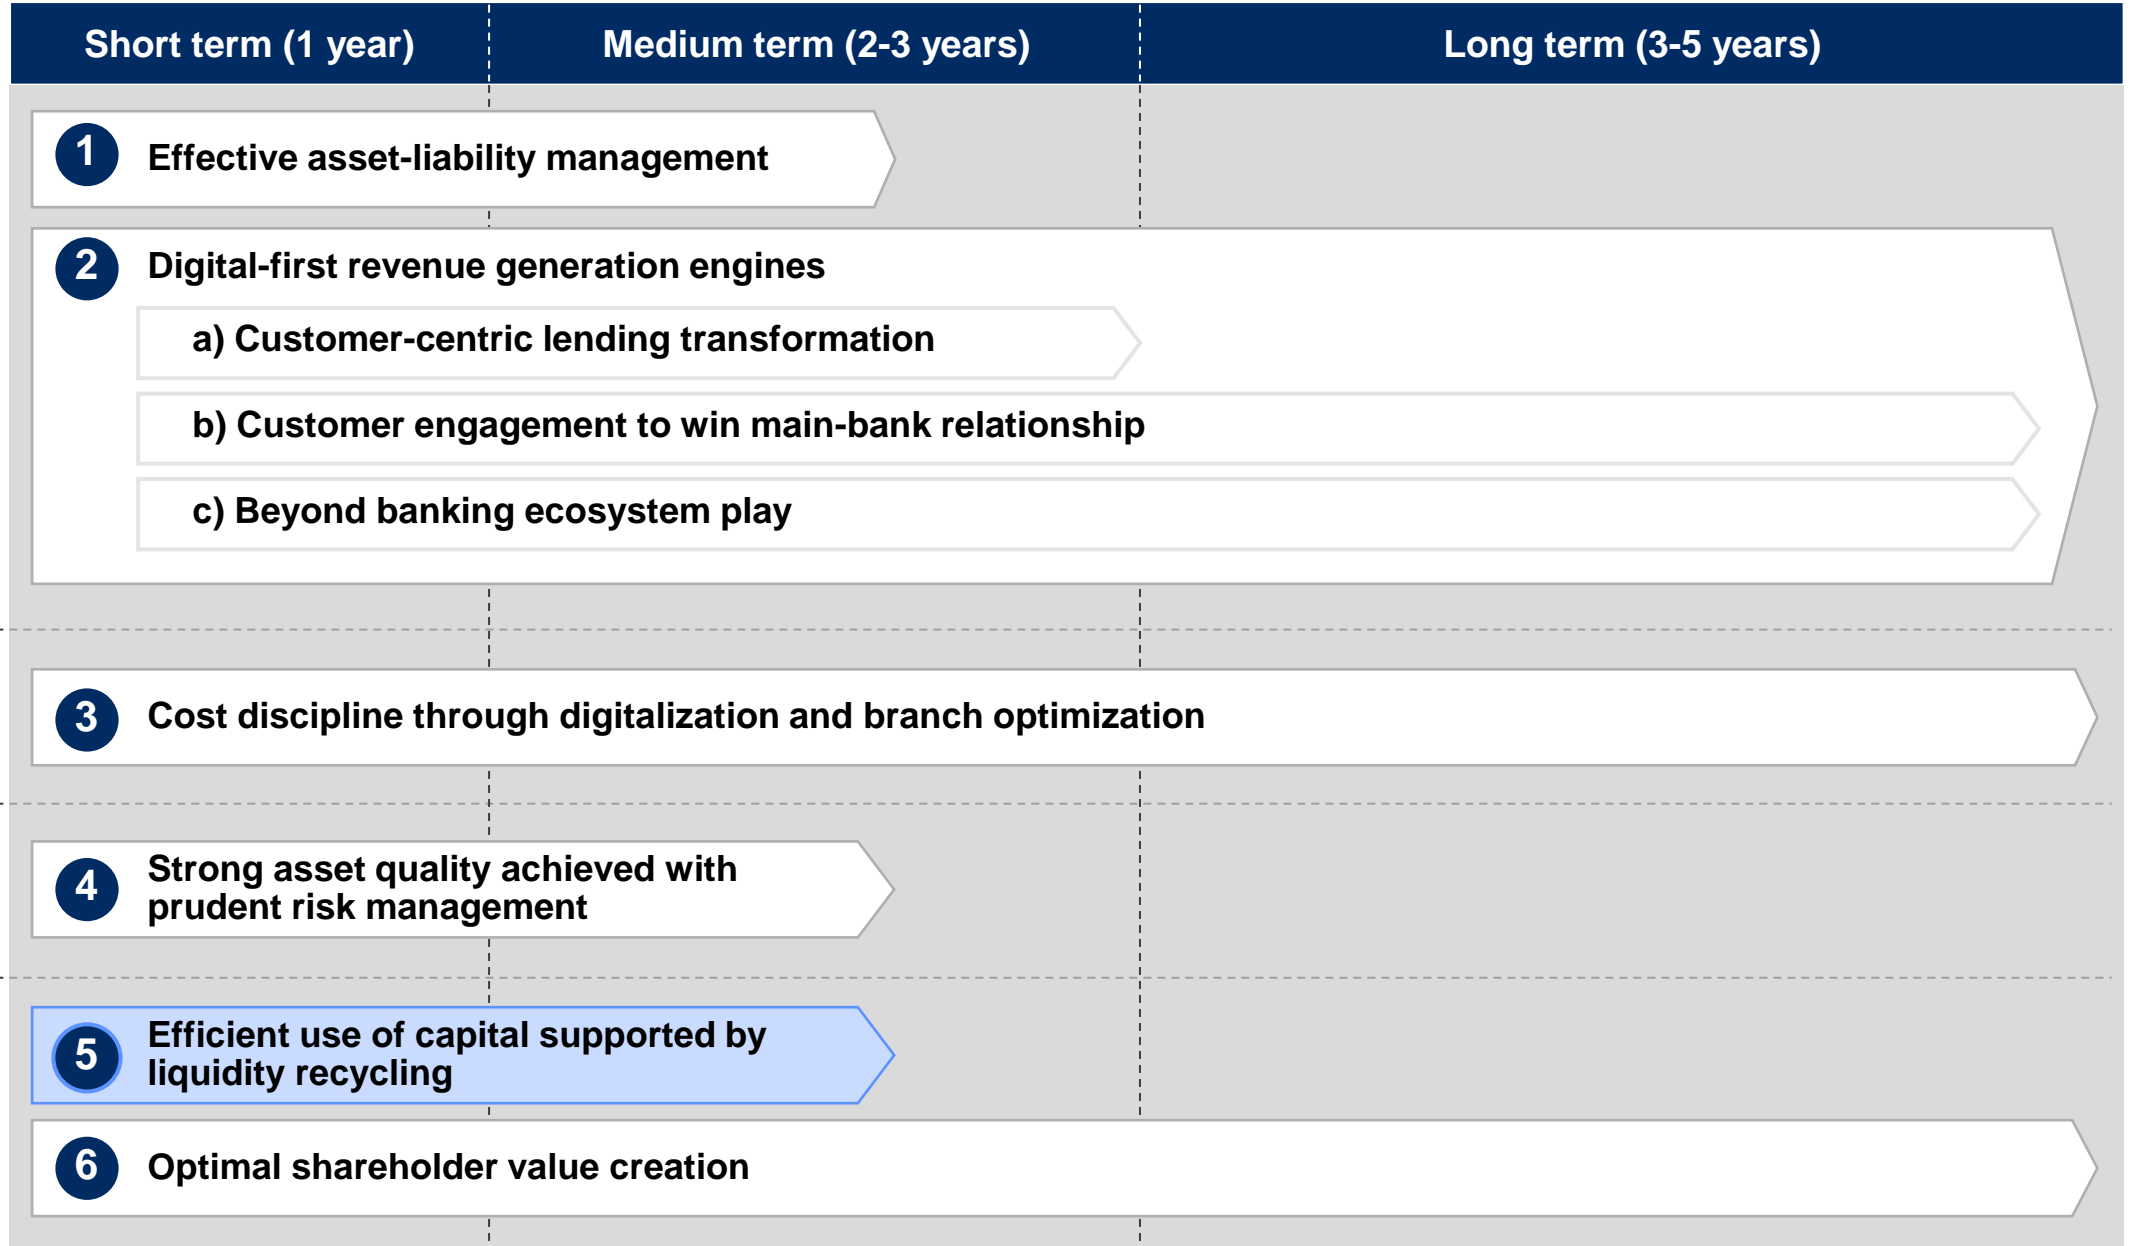 Short term (1 year) Medium term (2-3 years) Long term (3-5 years)
1 Effective asset-liability management
2 Digital-first revenue generation engines
a) Customer-centric lending transformation
b) Customer engagement to win main-bank relationship
c) Beyond banking ecosystem play
3 Cost discipline through digitalization and branch optimization
4 Strong asset quality achieved with
prudent risk management
5 Efficient use of capital supported by
liquidity recycling
6 Optimal shareholder value creation